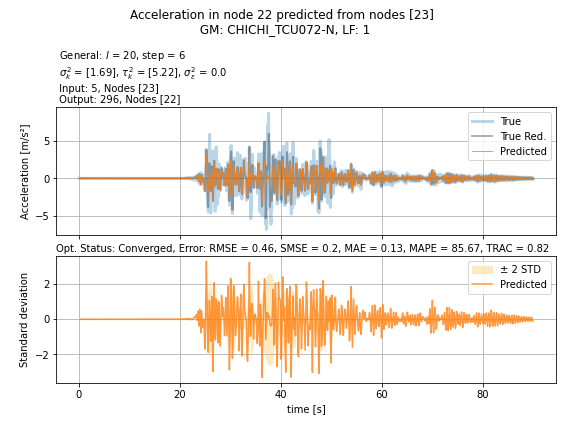 Acceleration in node 22 predicted from nodes [23]
GM: CHICHI_TCU072-N, LF: 1
General: l = 20, step = 6
σ²ₖ = [1.69], τ²ₖ = [5.22], σ²_ε = 0.0
Input: 5, Nodes [23]
Output: 296, Nodes [22]
Acceleration [m/s²]
5
0
−5
True
True Red.
Predicted
Opt. Status: Converged, Error: RMSE = 0.46, SMSE = 0.2, MAE = 0.13, MAPE = 85.67, TRAC = 0.82
Standard deviation
2
0
−2
± 2 STD
Predicted
0 20 40 60 80
time [s]